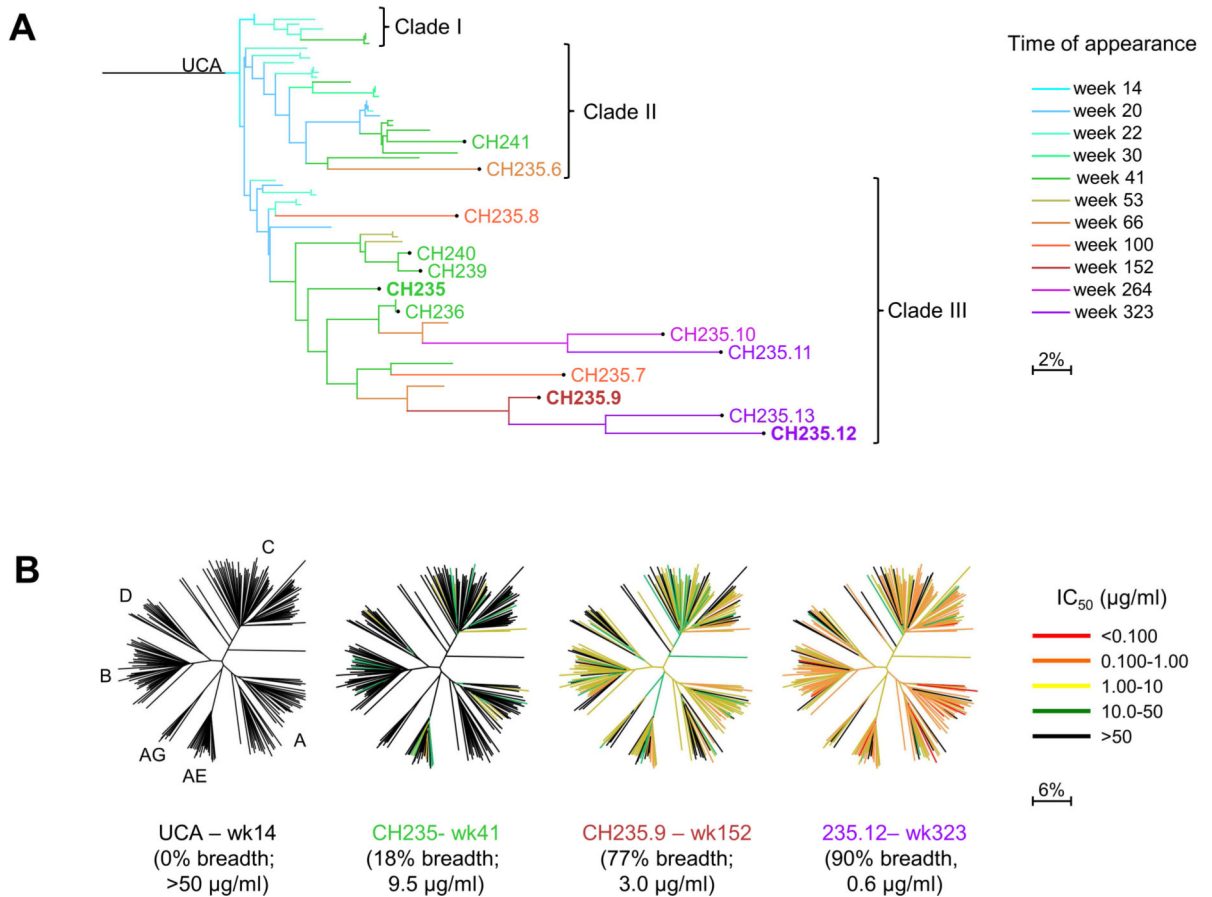 A
UCA
Clade I
Clade II
CH241
CH235.6
CH235.8
CH240
CH239
CH235
CH236
CH235.10
CH235.11
CH235.7
CH235.9
CH235.13
CH235.12
Clade III
Time of appearance
week 14
week 20
week 22
week 30
week 41
week 53
week 66
week 100
week 152
week 264
week 323
2%
B
C
D
B
AG
AE
A
IC50 (µg/ml)
<0.100
0.100-1.00
1.00-10
10.0-50
>50
6%
UCA – wk14
(0% breadth;
>50 µg/ml)
CH235- wk41
(18% breadth;
9.5 µg/ml)
CH235.9 – wk152
(77% breadth;
3.0 µg/ml)
235.12– wk323
(90% breadth,
0.6 µg/ml)